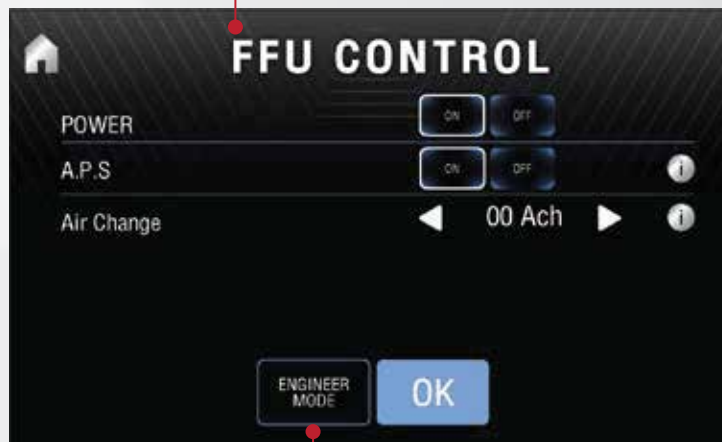 FFU CONTROL
POWER ON OFF
A.P.S ON OFF i
Air Change 00 Ach i
ENGINEER
MODE
OK